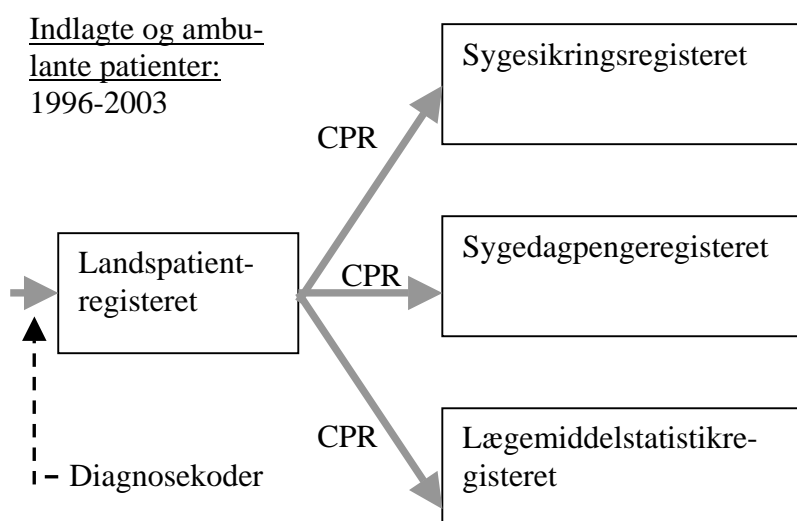 Indlagte og ambu-
lante patienter:
1996-2003
Sygesikringsregisteret
CPR
Landspatient-
registeret
CPR
Sygedagpengeregisteret
CPR
Lægemiddelstatistikre-
gisteret
– Diagnosekoder